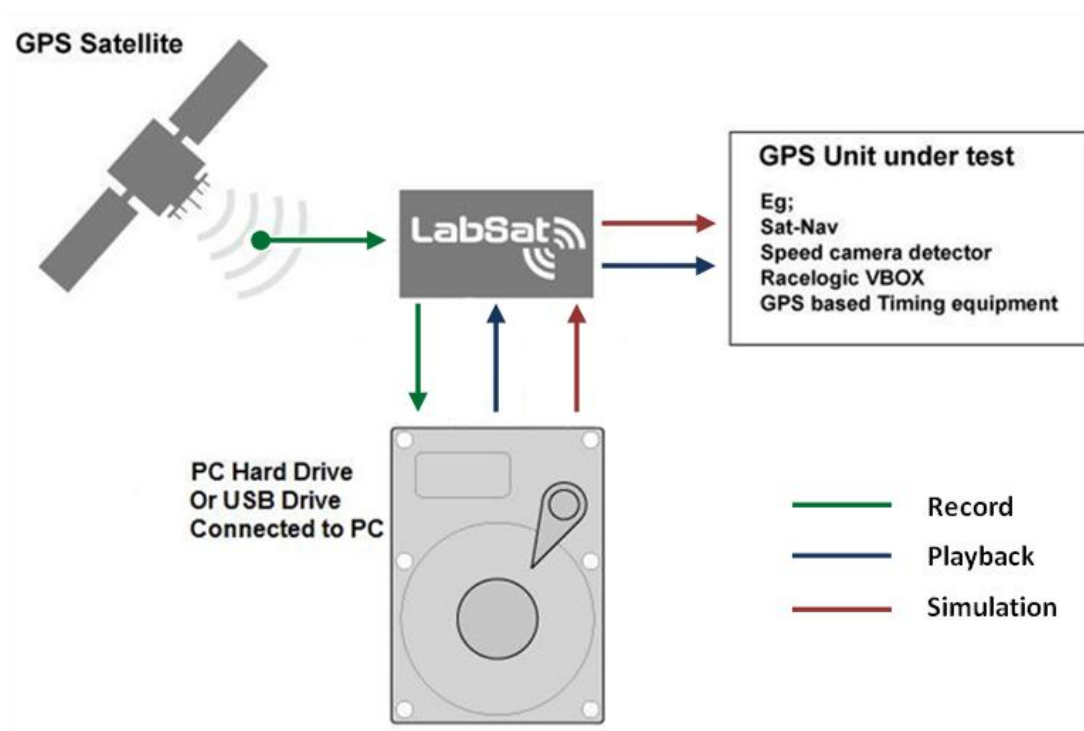 GPS Satellite
LabSat
GPS Unit under test
Eg;
Sat-Nav
Speed camera detector
Racelogic VBOX
GPS based Timing equipment
PC Hard Drive
Or USB Drive
Connected to PC
Record
Playback
Simulation